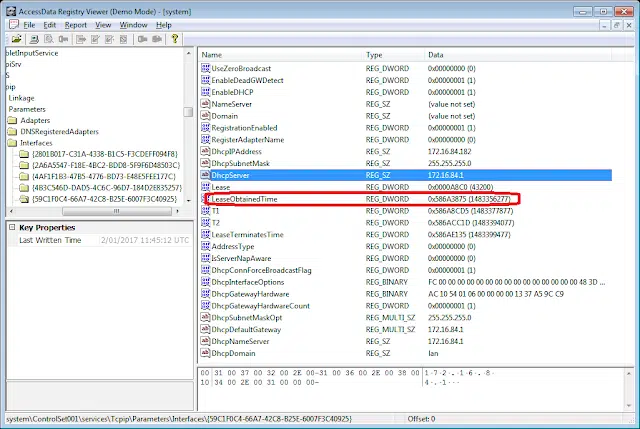 AccessData Registry Viewer (Demo Mode) - [system]
File Edit Report View Window Help
bletInputService
piSrv
S
pip
Linkage
Parameters
Adapters
DNSRegisteredAdapters
Interfaces
{2801B017-C31A-4338-B1C5-F3CDEFF094F8}
{2A6A5547-F18E-4BC2-BDD8-5F9F6D48503C}
{4AF1F1B3-47B5-4776-BD73-E48E5FEE177C}
{4B3C546D-DAD5-4C6C-96D7-184D2E835257}
{59C1F0C4-66A7-42C8-B25E-6007F3C40925}
Key Properties
Last Written Time 2/01/2017 11:45:12 UTC
Name Type Data
UseZeroBroadcast REG_DWORD 0x00000000 (0)
EnableDeadGWDetect REG_DWORD 0x00000001 (1)
EnableDHCP REG_DWORD 0x00000001 (1)
NameServer REG_SZ (value not set)
Domain REG_SZ (value not set)
RegistrationEnabled REG_DWORD 0x00000001 (1)
RegisterAdapterName REG_DWORD 0x00000000 (0)
DhcpIPAddress REG_SZ 172.16.84.182
DhcpSubnetMask REG_SZ 255.255.255.0
DhcpServer REG_SZ 172.16.84.1
Lease REG_DWORD 0x0000A8C0 (43200)
LeaseObtainedTime REG_DWORD 0x586A3875 (1483356277)
T1 REG_DWORD 0x586A8CD5 (1483377877)
T2 REG_DWORD 0x586ACC1D (1483394077)
LeaseTerminatesTime REG_DWORD 0x586AE135 (1483399477)
AddressType REG_DWORD 0x00000000 (0)
IsServerNapAware REG_DWORD 0x00000000 (0)
DhcpConnForceBroadcastFlag REG_DWORD 0x00000001 (1)
DhcpInterfaceOptions REG_BINARY FC 00 00 00 00 00 00 00 00 00 00 00 00 00 00 00 48 3D ...
DhcpGatewayHardware REG_BINARY AC 10 54 01 06 00 00 00 00 13 37 A5 9C C9
DhcpGatewayHardwareCount REG_DWORD 0x00000001 (1)
DhcpSubnetMaskOpt REG_MULTI_SZ 255.255.255.0
DhcpDefaultGateway REG_MULTI_SZ 172.16.84.1
DhcpNameServer REG_SZ 172.16.84.1
DhcpDomain REG_SZ lan
00 31 00 37 00 32 00 2E 00-31 00 36 00 2E 00 38 00 1·7·2·.·1·6·.·8·
10 34 00 2E 00 31 00 00 00- 4·.·1···
system\ControlSet001\services\Tcpip\Parameters\Interfaces\{59C1F0C4-66A7-42C8-B25E-6007F3C40925} Offset: 0